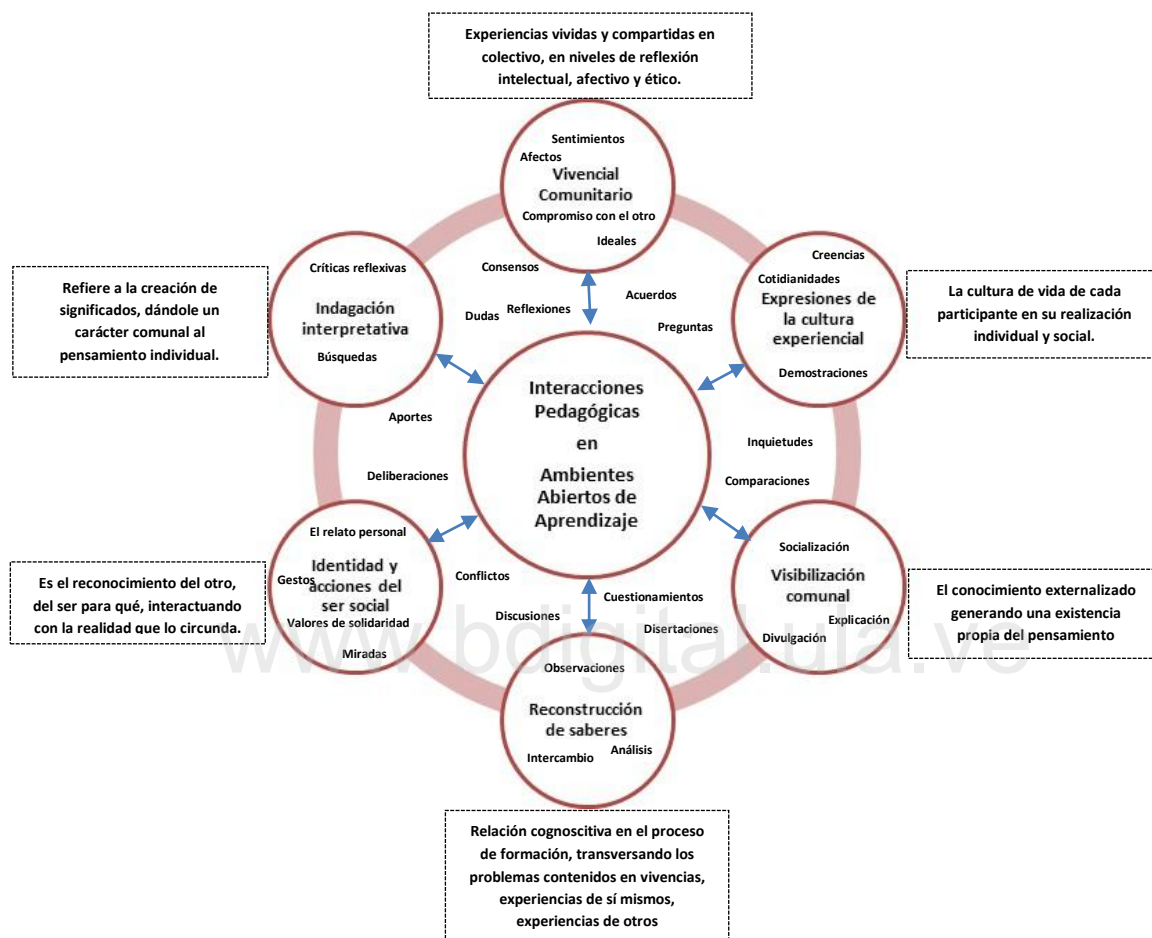 Experiencias vividas y compartidas en
colectivo, en niveles de reflexión
intelectual, afectivo y ético.
Sentimientos
Afectos
Vivencial
Comunitario
Compromiso con el otro
Ideales
Críticas reflexivas
Indagación
interpretativa
Búsquedas
Refiere a la creación de
significados, dándole un
carácter comunal al
pensamiento individual.
Consensos
Dudas
Reflexiones
Acuerdos
Preguntas
Creencias
Cotidianidades
Expresiones de
la cultura
experiencial
Demostraciones
La cultura de vida de cada
participante en su realización
individual y social.
Interacciones
Pedagógicas
en
Ambientes
Abiertos de
Aprendizaje
Aportes
Deliberaciones
Inquietudes
Comparaciones
El relato personal
Identidad y
Gestos
acciones del
ser social
Valores de solidaridad
Miradas
Es el reconocimiento del otro,
del ser para qué, interactuando
con la realidad que lo circunda.
Conflictos
Discusiones
Cuestionamientos
Disertaciones
Socialización
Visibilización
comunal
Explicación
Divulgación
El conocimiento externalizado
generando una existencia
propia del pensamiento
www.bdigital.ula.ve
Observaciones
Reconstrucción
de saberes
Intercambio
Análisis
Relación cognoscitiva en el proceso
de formación, transversando los
problemas contenidos en vivencias,
experiencias de sí mismos,
experiencias de otros